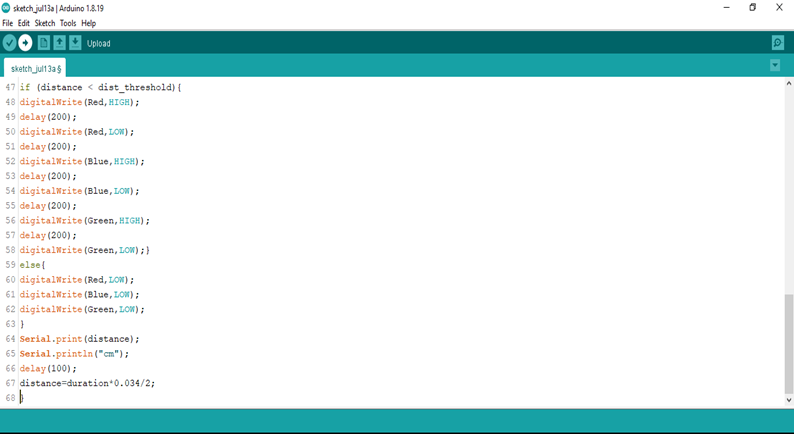 sketch_jul13a | Arduino 1.8.19
File Edit Sketch Tools Help
Upload
sketch_jul13a §
47 if (distance < dist_threshold){
48 digitalWrite(Red,HIGH);
49 delay(200);
50 digitalWrite(Red,LOW);
51 delay(200);
52 digitalWrite(Blue,HIGH);
53 delay(200);
54 digitalWrite(Blue,LOW);
55 delay(200);
56 digitalWrite(Green,HIGH);
57 delay(200);
58 digitalWrite(Green,LOW);}
59 else{
60 digitalWrite(Red,LOW);
61 digitalWrite(Blue,LOW);
62 digitalWrite(Green,LOW);
63 }
64 Serial.print(distance);
65 Serial.println("cm");
66 delay(100);
67 distance=duration*0.034/2;
68 }